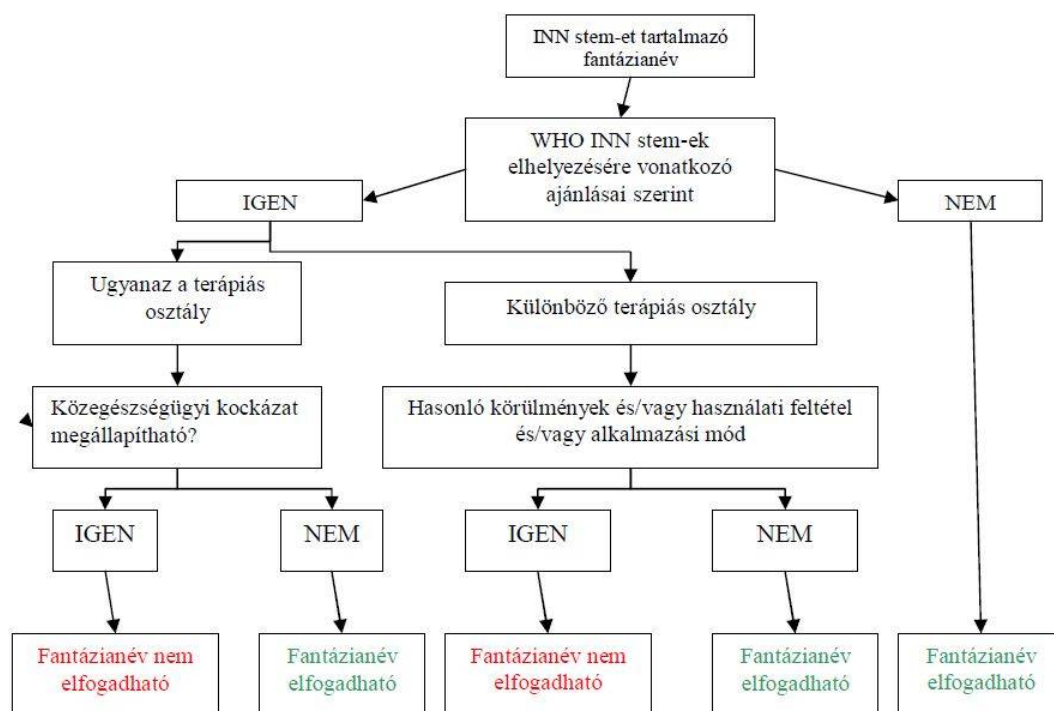 INN stem-et tartalmazó
fantázianév
WHO INN stem-ek
elhelyezésére vonatkozó
ajánlásai szerint
IGEN
NEM
Ugyanaz a terápiás
osztály
Különböző terápiás osztály
Közegészségügyi kockázat
megállapítható?
Hasonló körülmények és/vagy használati feltétel
és/vagy alkalmazási mód
IGEN
NEM
IGEN
NEM
Fantázianév nem
elfogadható
Fantázianév
elfogadható
Fantázianév nem
elfogadható
Fantázianév
elfogadható
Fantázianév
elfogadható